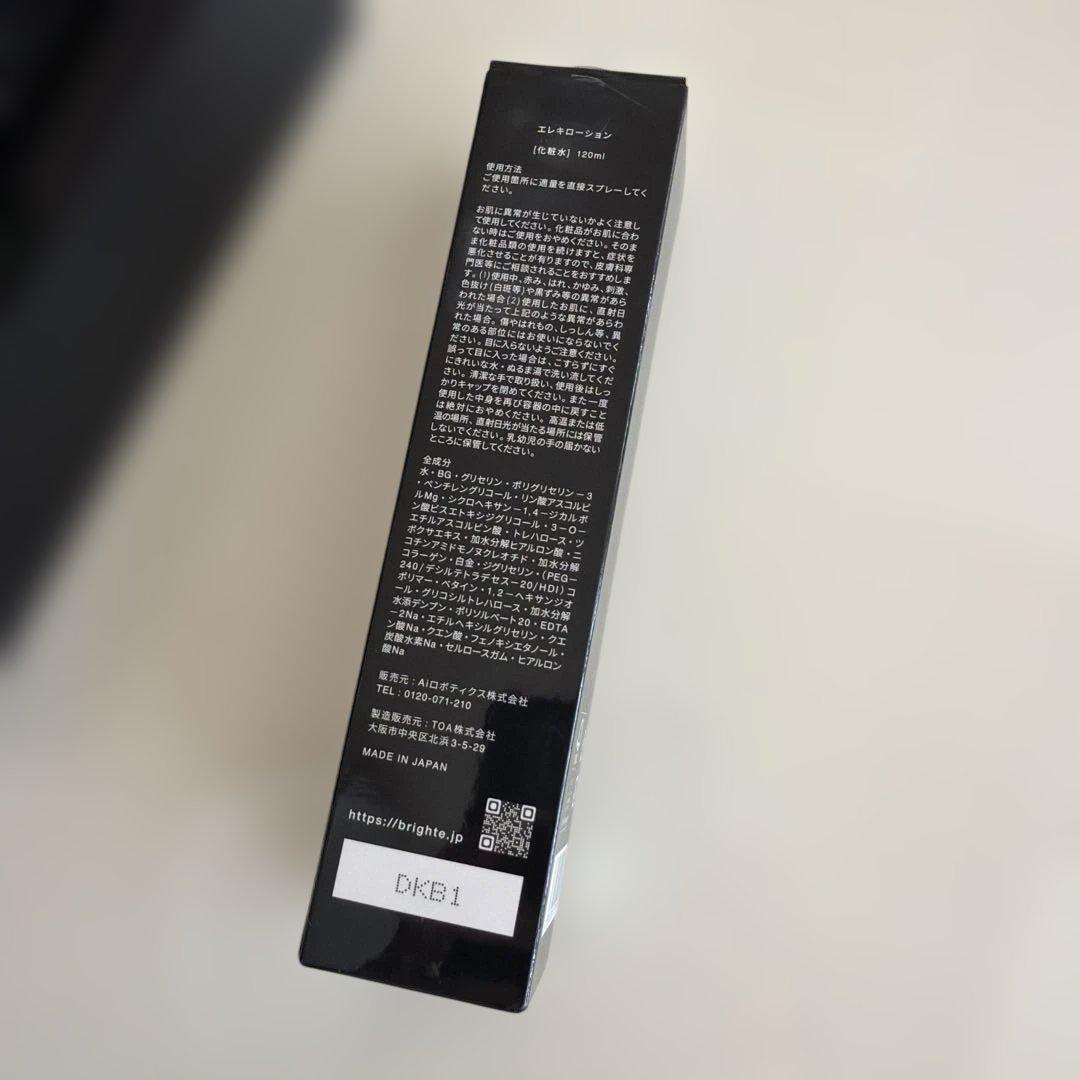 エレキローション
[化粧水] 120ml
使用方法
ご使用箇所に適量を直接スプレーしてく
ださい。
お肌に異常が生じていないかよく注意し
て使用してください。化粧品がお肌に合わ
ない時はご使用をおやめください。そのま
ま化粧品類の使用を続けますと、症状を
悪化させることが有りますので、皮膚科専
門医等にご相談されることをおすすめしま
す。(1)使用中、赤み、はれ、かゆみ、刺激、
色抜け(白斑等)や黒ずみ等の異常があら
われた場合(2)使用したお肌に、直射日
光が当たって上記のような異常があらわ
れた場合。傷やはれもの、しっしん等、異
常のある部位にはお使いにならないでく
ださい。目に入らないようご注意ください。
誤って目に入った場合は、こすらずにすぐ
にきれいな水・ぬるま湯で洗い流してくだ
さい。清潔な手で取り扱い、使用後はしっ
かりキャップを閉めてください。また一度
使用した中身を再び容器の中に戻すこと
は絶対におやめください。高温または低
温の場所、直射日光が当たる場所には保管
しないでください。乳幼児の手の届かない
ところに保管してください。
全成分
水・BG・グリセリン・ポリグリセリン－3
・ペンチレングリコール・リン酸アスコルビ
ルMg・シクロヘキサン－1,4－ジカルボ
ン酸ビスエトキシジグリコール・3－O－
エチルアスコルビン酸・トレハロース・ツ
ボクサエキス・加水分解ヒアルロン酸・ニ
コチンアミドモノヌクレオチド・加水分解
コラーゲン・白金・ジグリセリン・(PEG－
240/デシルテトラデセス－20/HDI)コ
ポリマー・ベタイン・1,2－ヘキサンジオ
ール・グリコシルトレハロース・加水分解
水添デンプン・ポリソルベート20・EDTA
－2Na・エチルヘキシルグリセリン・クエ
ン酸Na・クエン酸・フェノキシエタノール・
炭酸水素Na・セルロースガム・ヒアルロン
酸Na
販売元：Aiロボティクス株式会社
TEL：0120-071-210
製造販売元：TOA株式会社
大阪市中央区北浜3-5-29
MADE IN JAPAN
https://brighte.jp
DKB1